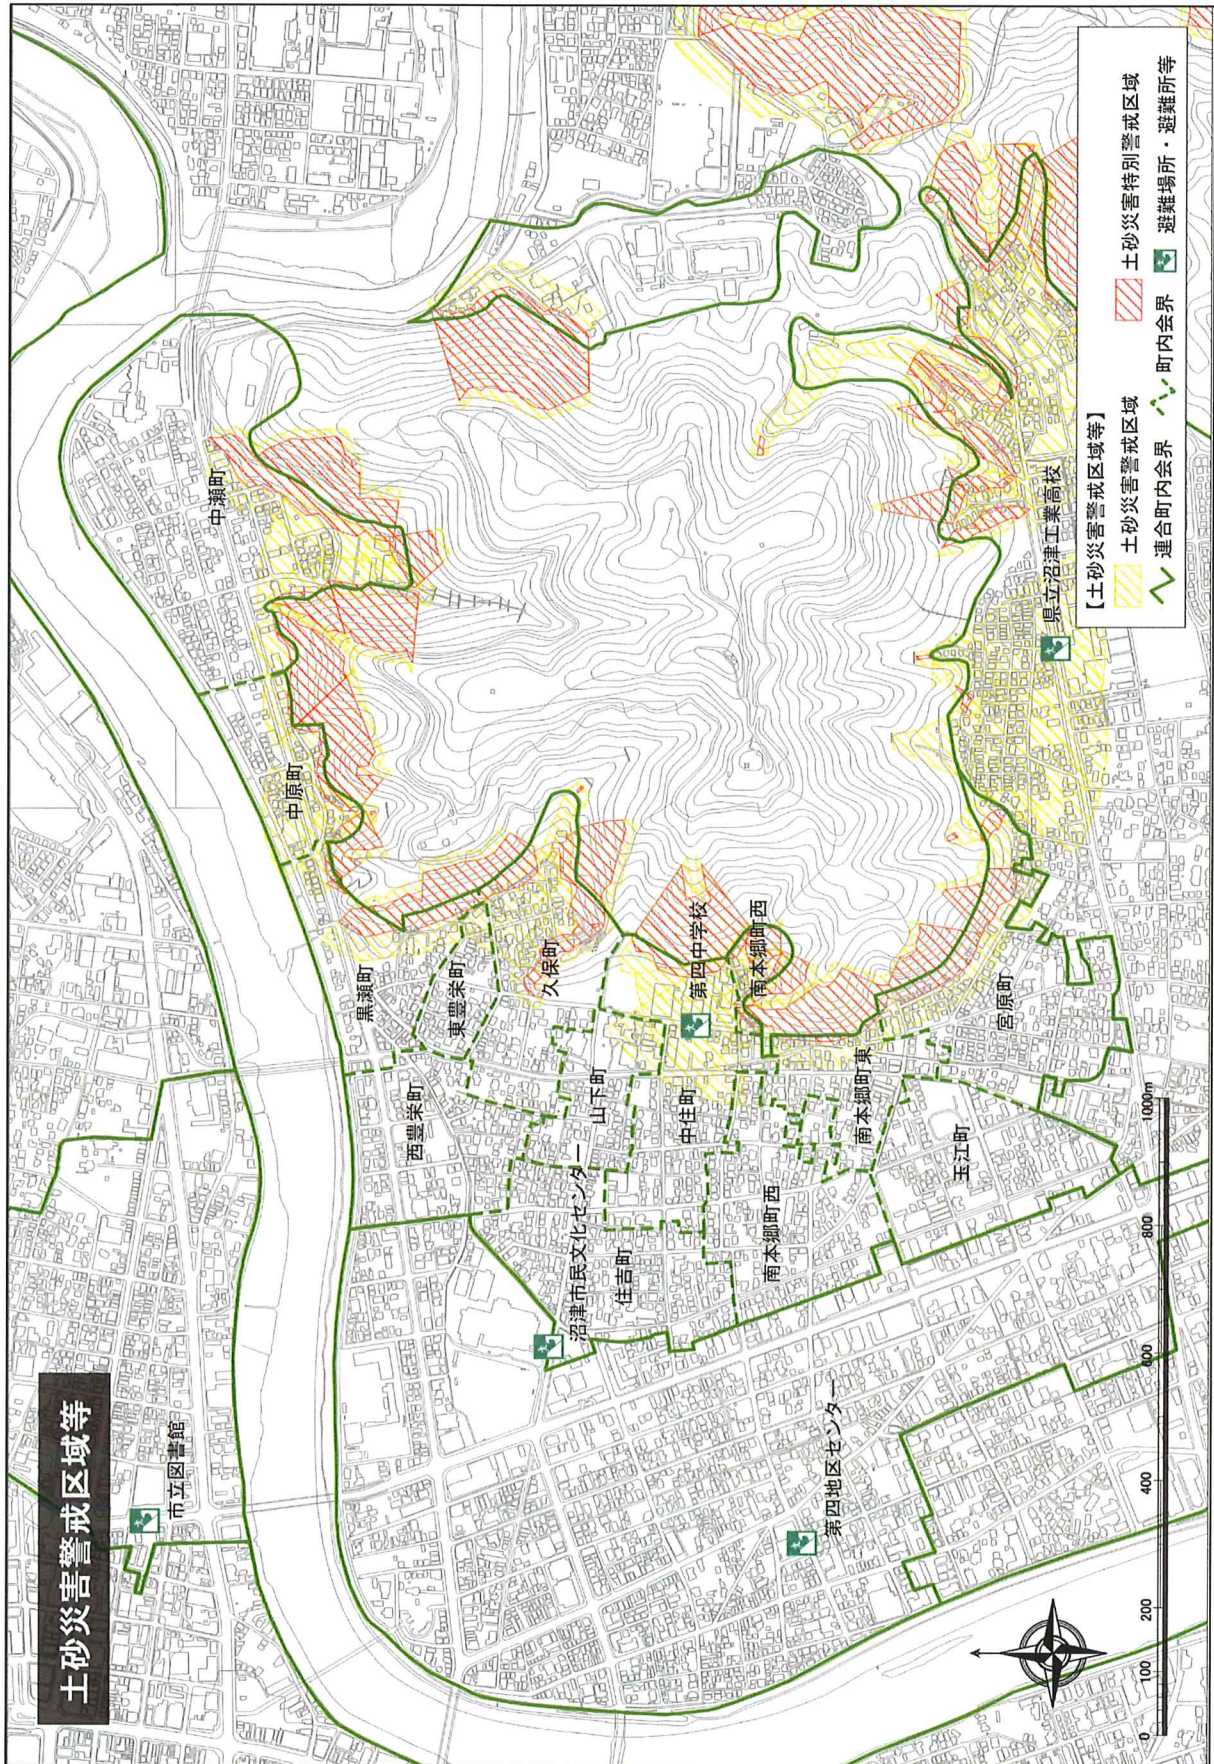 土砂災害警戒区域等
市立図書館
中瀬町
中原町
黒瀬町
東豊栄町
西豊栄町
久保町
山下町
沼津市民文化センター
住吉町
中住町
第四中学校
南本郷町西
南本郷町西
南本郷町東
宮原町
玉江町
第四地区センター
県立沼津工業高校
【土砂災害警戒区域等】
土砂災害警戒区域
土砂災害特別警戒区域
連合町内会界
町内会界
避難場所・避難所等
0 100 200 400 600 800 1000m